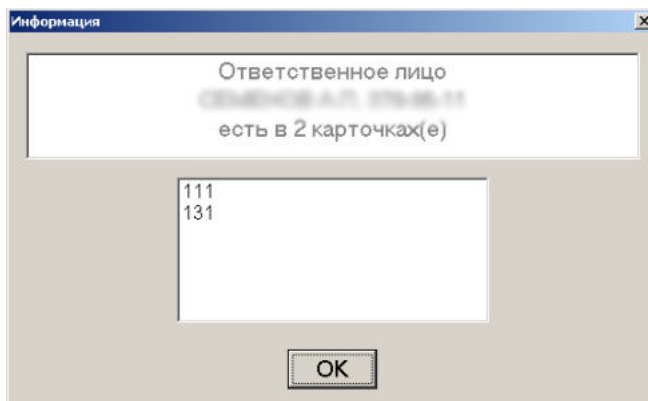 Информация
Ответственное лицо
есть в 2 карточках(е)
111
131
OK